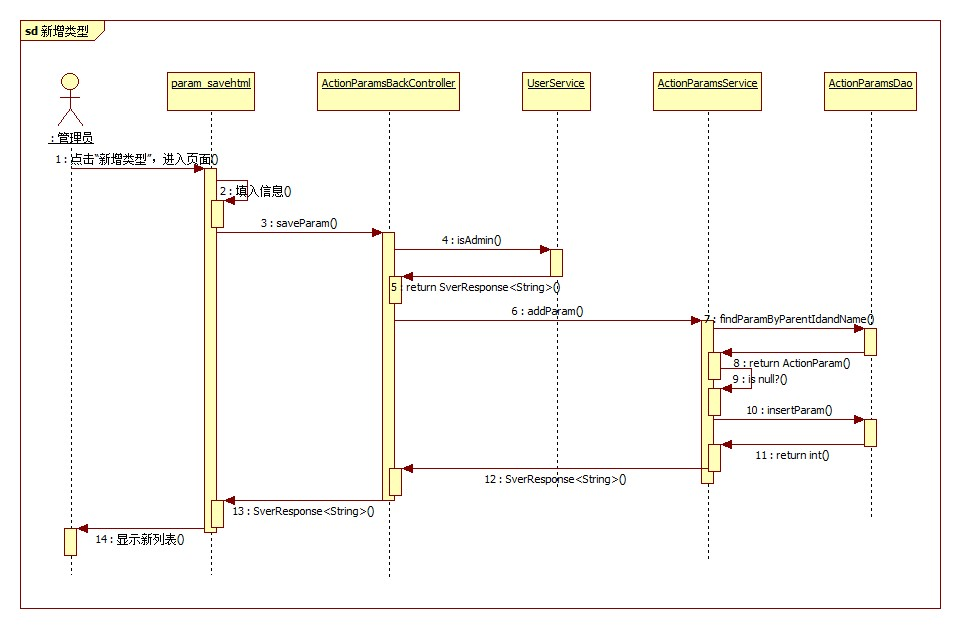 sd 新增类型
param_savehtml
ActionParamsBackController
UserService
ActionParamsService
ActionParamsDao
: 管理员
1 : 点击“新增类型”，进入页面()
2 : 填入信息()
3 : saveParam()
4 : isAdmin()
5 : return SverResponse<String>()
6 : addParam()
7 : findParamByParentIdandName()
8 : return ActionParam()
9 : is null?()
10 : insertParam()
11 : return int()
12 : SverResponse<String>()
13 : SverResponse<String>()
14 : 显示新列表()